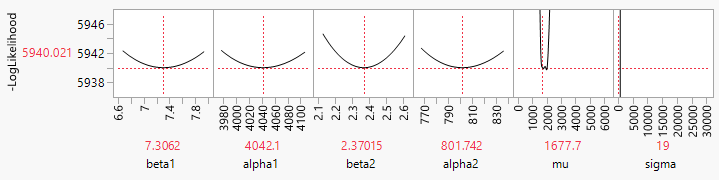 -LogLikelihood
5946
5942
5938
5940.021
6.6 7 7.4 7.8
3980 4000 4020 4040 4060 4080 4100
2.1 2.2 2.3 2.4 2.5 2.6
770 790 810 830
0 1000 2000 3000 4000 5000 6000
0 5000 10000 15000 20000 25000 30000
7.3062 4042.1 2.37015 801.742 1677.7 19
beta1 alpha1 beta2 alpha2 mu sigma